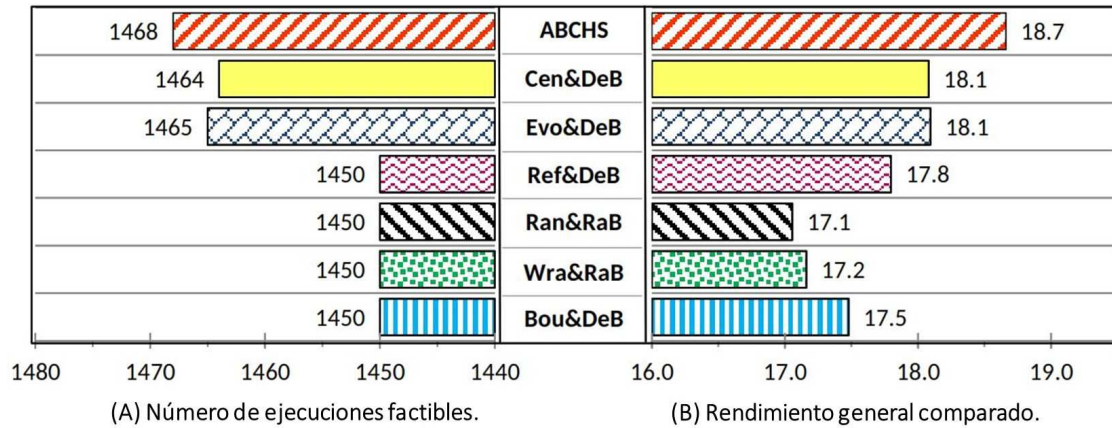 1468 ABCHS 18.7
1464 Cen&DeB 18.1
1465 Evo&DeB 18.1
1450 Ref&DeB 17.8
1450 Ran&RaB 17.1
1450 Wra&RaB 17.2
1450 Bou&DeB 17.5
1480 1470 1460 1450 1440 16.0 17.0 18.0 19.0
(A) Número de ejecuciones factibles. (B) Rendimiento general comparado.